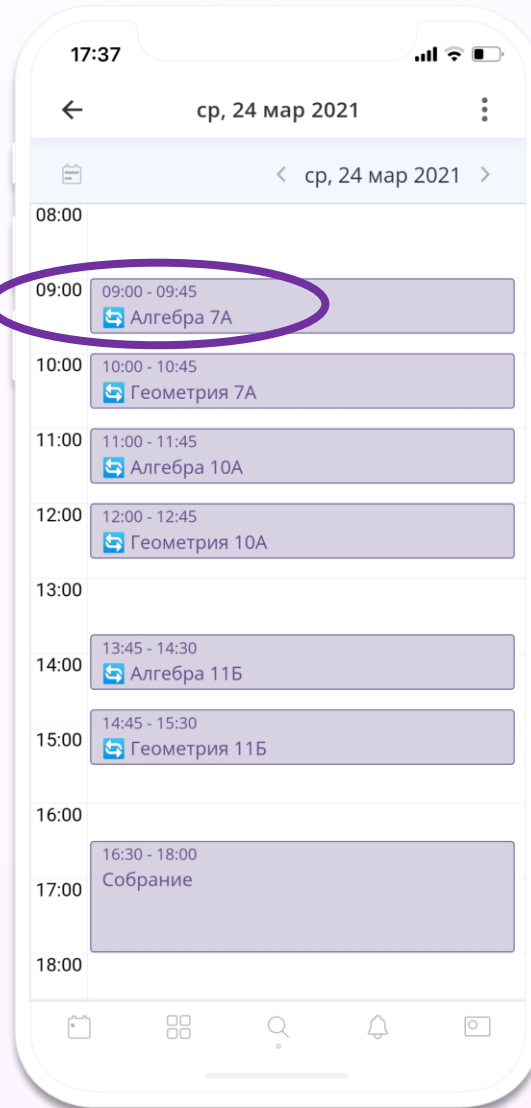 17:37
ср, 24 мар 2021
ср, 24 мар 2021
08:00
09:00
09:00 - 09:45
Алгебра 7А
10:00
10:00 - 10:45
Геометрия 7А
11:00
11:00 - 11:45
Алгебра 10А
12:00
12:00 - 12:45
Геометрия 10А
13:00
13:45 - 14:30
14:00
Алгебра 11Б
14:45 - 15:30
15:00
Геометрия 11Б
16:00
16:30 - 18:00
Собрание
17:00
18:00